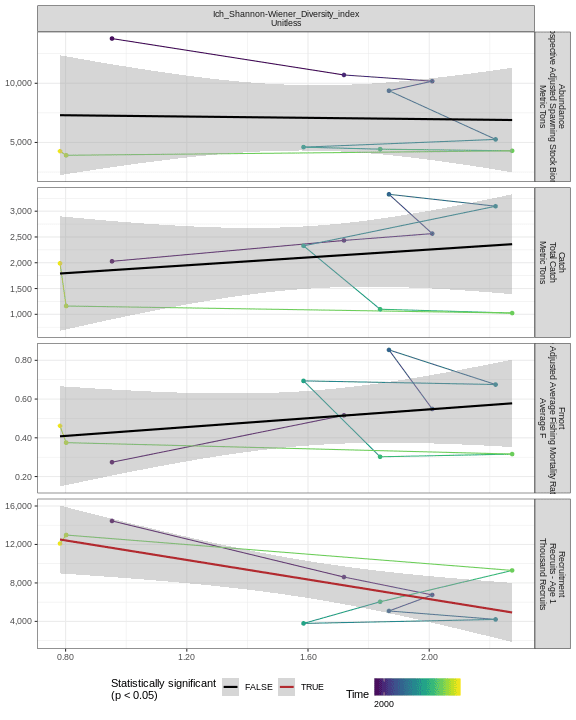 Ich_Shannon-Wiener_Diversity_index
Unitless
10,000
5,000
Abundance
Adjusted Spawning Stock
Metric Tons
3,000
2,500
2,000
1,500
1,000
Catch
Total Catch
Metric Tons
0.80
0.60
0.40
0.20
Fmort
Adjusted Average Fishing Mortality
Average F
16,000
12,000
8,000
4,000
Recruitment
Recruits - Age 1
Thousand Recruits
0.80 1.20 1.60 2.00
Statistically significant
(p < 0.05)
FALSE TRUE
Time
2000